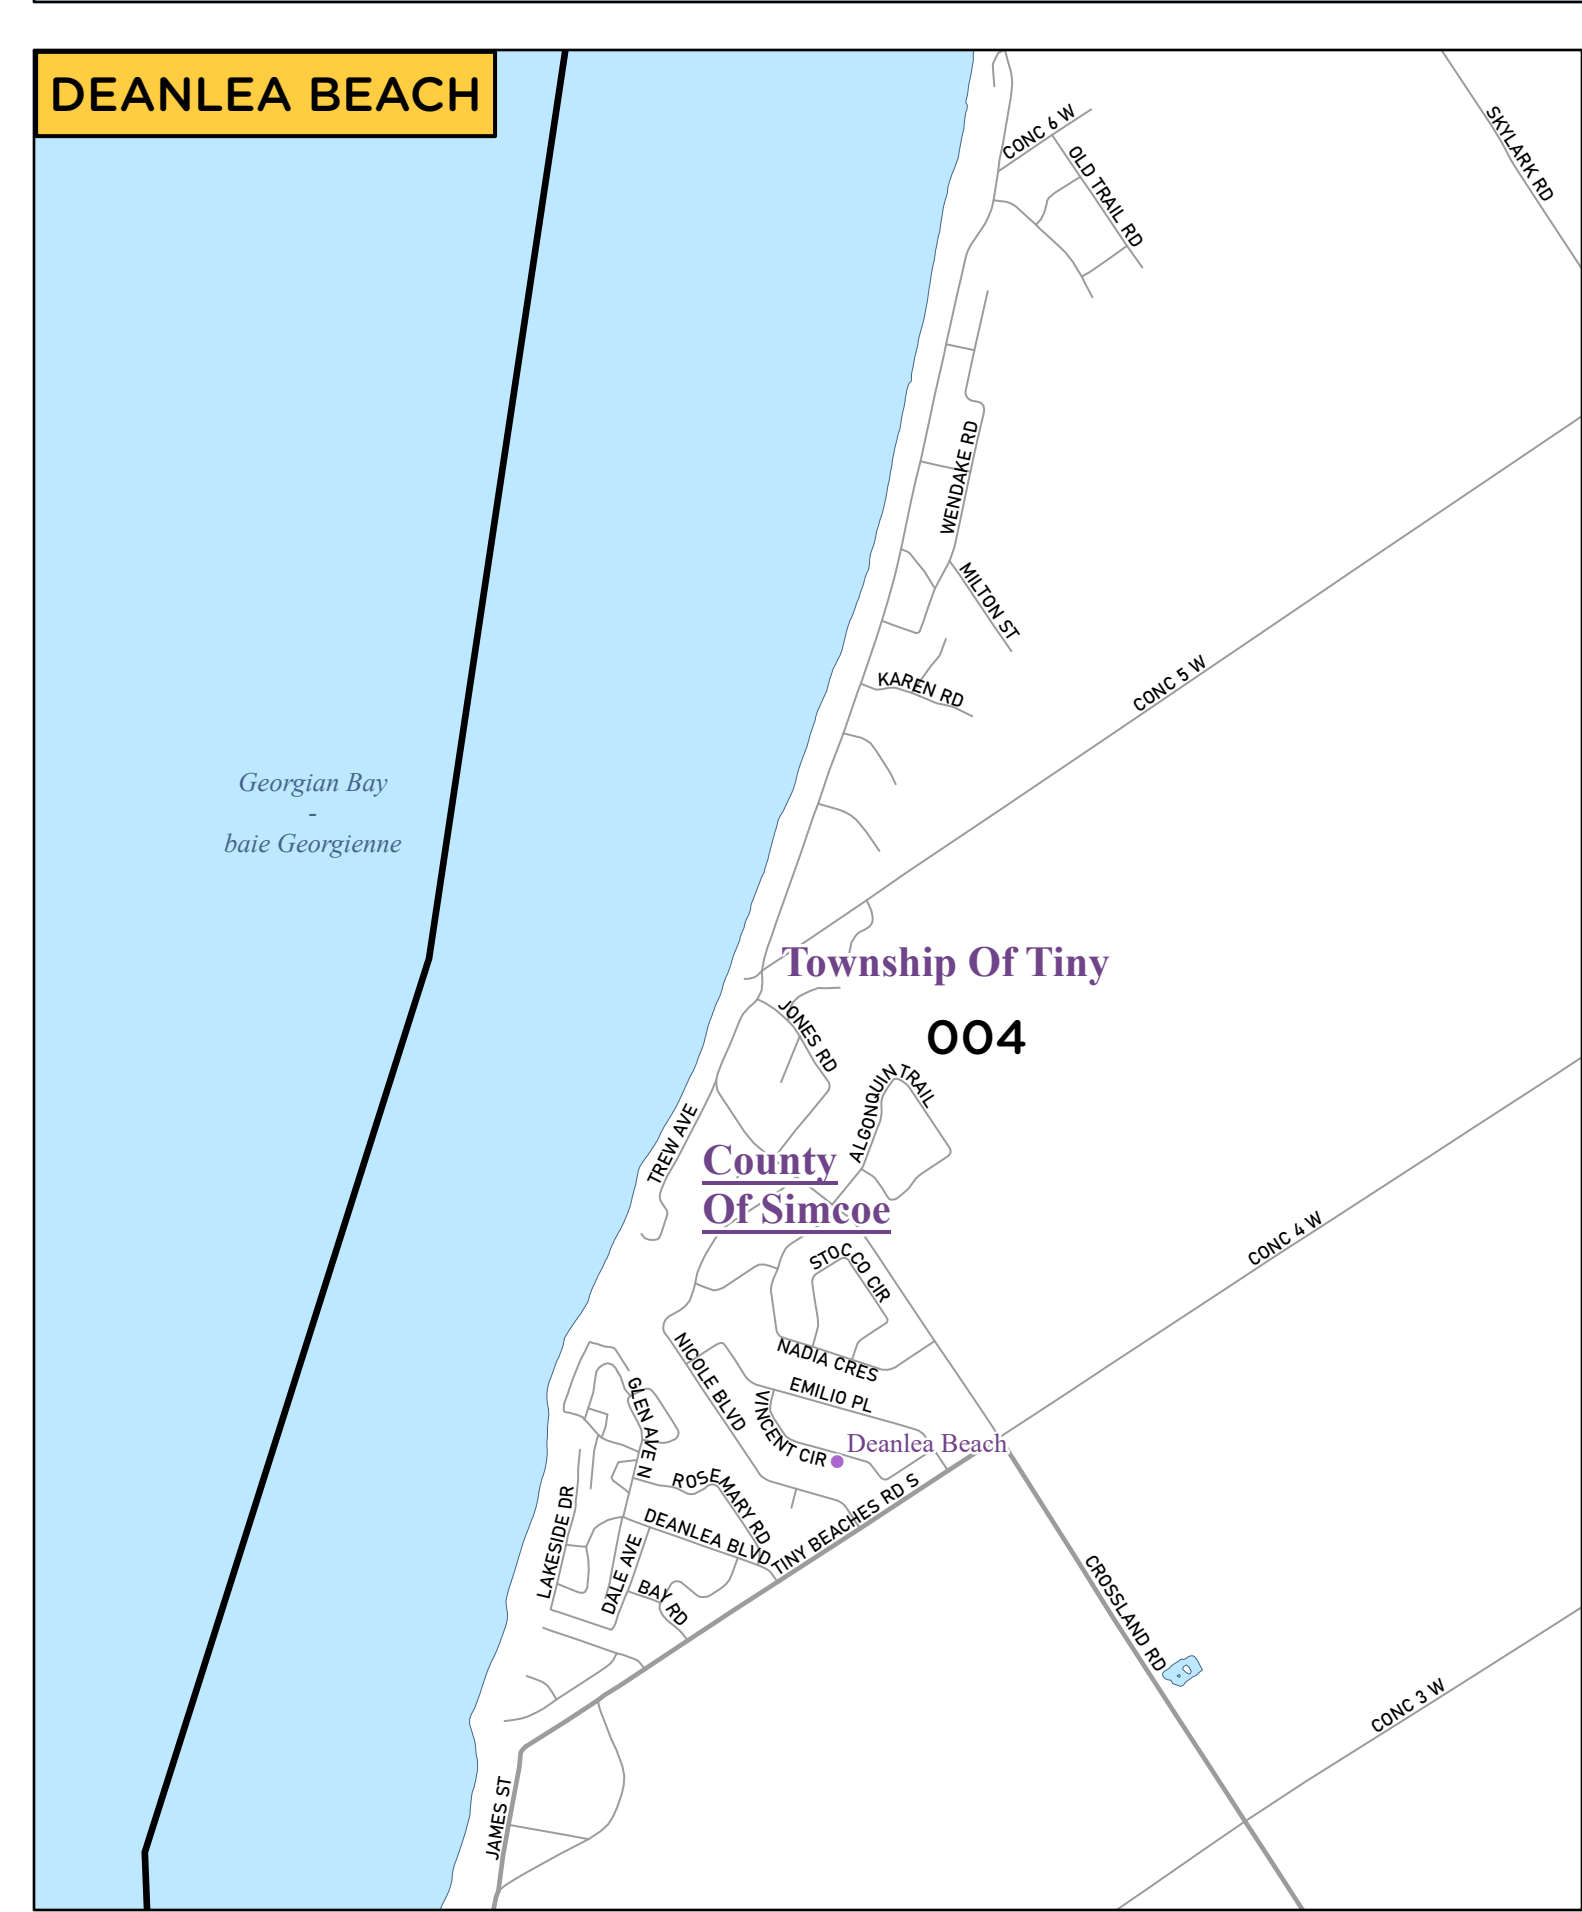 DEANLEA BEACH
CONC 6 W
OLD TRAIL RD
SKYLARK RD
WENDAKE RD
MILTON ST
KAREN RD
CONC 5 W
Georgian Bay
-
baie Georgienne
Township Of Tiny
004
JONES RD
ALGONQUIN TRAIL
TREW AVE
County
Of Simcoe
STOCCO CIR
CONC 4 W
NADIA CRES
NICOLE BLVD
EMILIO PL
VINCENT CIR
GLEN AVE N
Deanlea Beach
ROSEMARY RD
TINY BEACHES RD S
LAKESIDE DR
DEANLEA BLVD
DALE AVE
BAY RD
CROSSLAND RD
CONC 3 W
JAMES ST